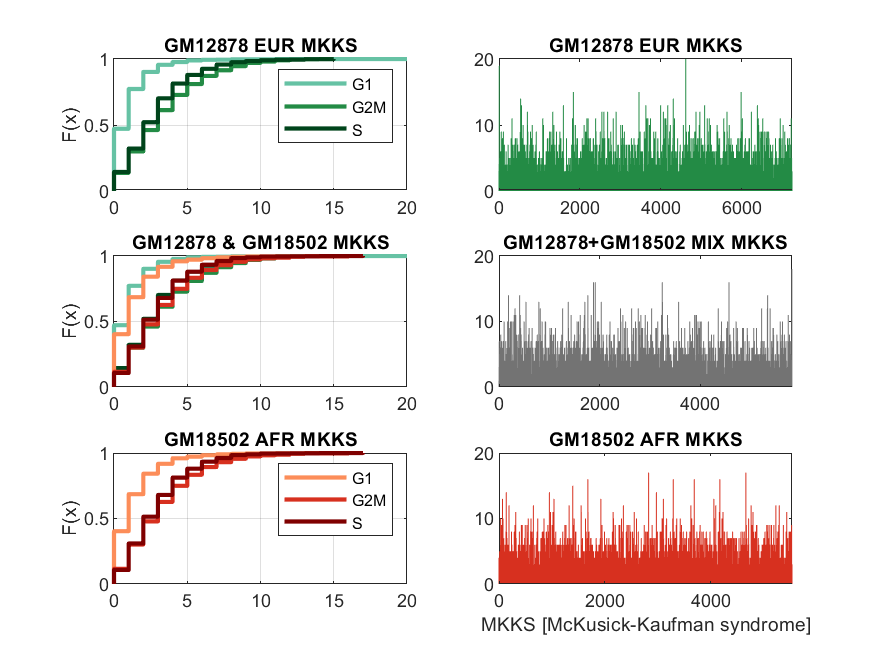 GM12878 EUR MKKS
F(x)
1
0.5
0
0 5 10 15 20
G1
G2M
S
GM12878 EUR MKKS
20
10
0
0 2000 4000 6000
GM12878 & GM18502 MKKS
F(x)
1
0.5
0
0 5 10 15 20
GM12878+GM18502 MIX MKKS
20
10
0
0 2000 4000
GM18502 AFR MKKS
F(x)
1
0.5
0
0 5 10 15 20
G1
G2M
S
GM18502 AFR MKKS
20
10
0
0 2000 4000
MKKS [McKusick-Kaufman syndrome]